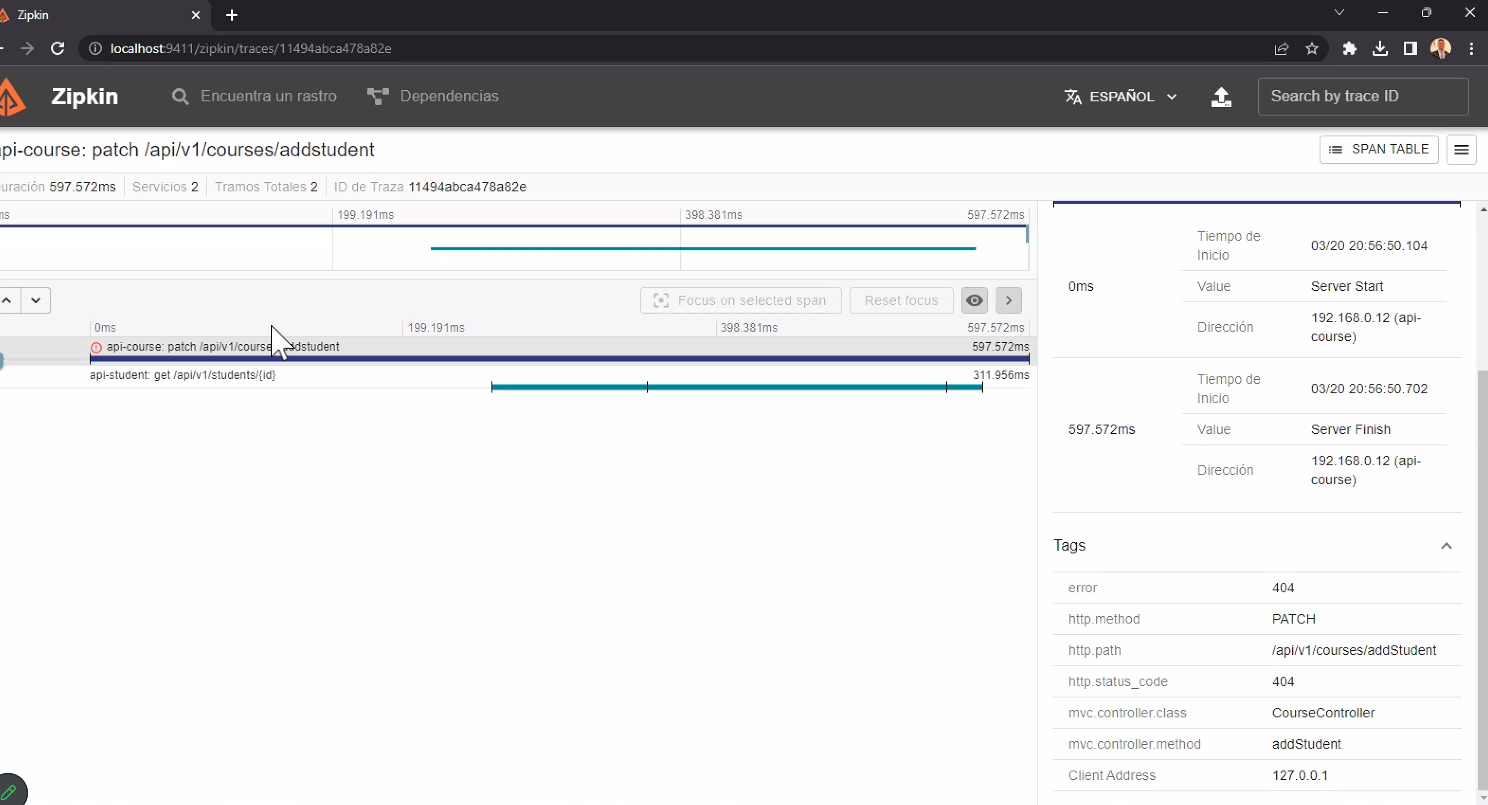 Zipkin
localhost:9411/zipkin/traces/11494abca478a82e
Zipkin
Encuentra un rastro
Dependencias
ESPAÑOL
Search by trace ID
pi-course: patch /api/v1/courses/addstudent
SPAN TABLE
uración 597.572ms
Servicios 2
Tramos Totales 2
ID de Traza 11494abca478a82e
ms
199.191ms
398.381ms
597.572ms
Focus on selected span
Reset focus
0ms
199.191ms
398.381ms
597.572ms
api-course: patch /api/v1/course dstudent
597.572ms
api-student: get /api/v1/students/{id}
311.956ms
0ms
Tiempo de
Inicio
03/20 20:56:50.104
Value
Server Start
Dirección
192.168.0.12 (api-
course)
597.572ms
Tiempo de
Inicio
03/20 20:56:50.702
Value
Server Finish
Dirección
192.168.0.12 (api-
course)
Tags
error
404
http.method
PATCH
http.path
/api/v1/courses/addStudent
http.status_code
404
mvc.controller.class
CourseController
mvc.controller.method
addStudent
Client Address
127.0.0.1